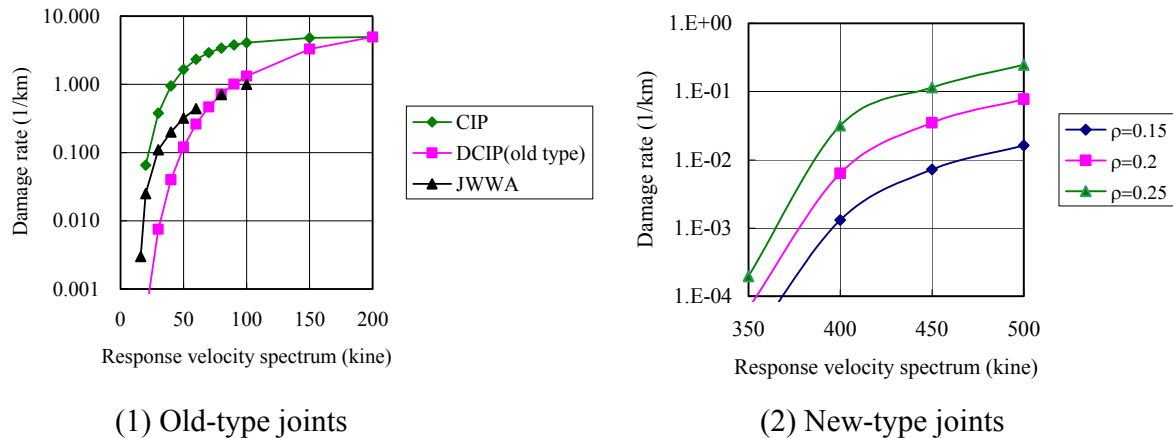 10.000
1.000
0.100
0.010
0.001
Damage rate (1/km)
0 50 100 150 200
Response velocity spectrum (kine)
CIP
DCIP(old type)
JWWA
(1) Old-type joints
1.E+00
1.E-01
1.E-02
1.E-03
1.E-04
Damage rate (1/km)
350 400 450 500
Response velocity spectrum (kine)
ρ=0.15
ρ=0.2
ρ=0.25
(2) New-type joints